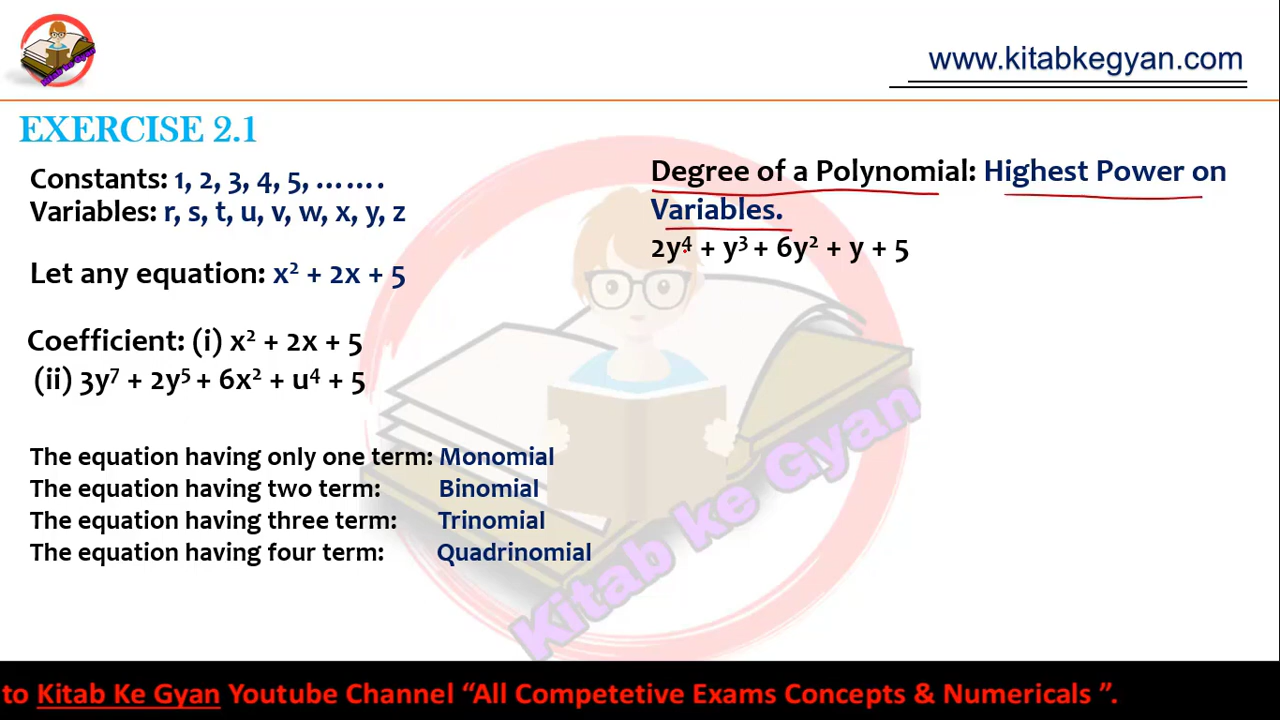 Kitab Ke Gyan
www.kitabkegyan.com
EXERCISE 2.1
Constants: 1, 2, 3, 4, 5, .......
Variables: r, s, t, u, v, w, x, y, z
Let any equation: x² + 2x + 5
Coefficient: (i) x² + 2x + 5
(ii) 3y⁷ + 2y⁵ + 6x² + u⁴ + 5
The equation having only one term: Monomial
The equation having two term: Binomial
The equation having three term: Trinomial
The equation having four term: Quadrinomial
Degree of a Polynomial: Highest Power on
Variables.
2y⁴ + y³ + 6y² + y + 5
Kitab ke Gyan
to Kitab Ke Gyan Youtube Channel “All Competetive Exams Concepts & Numericals ”.